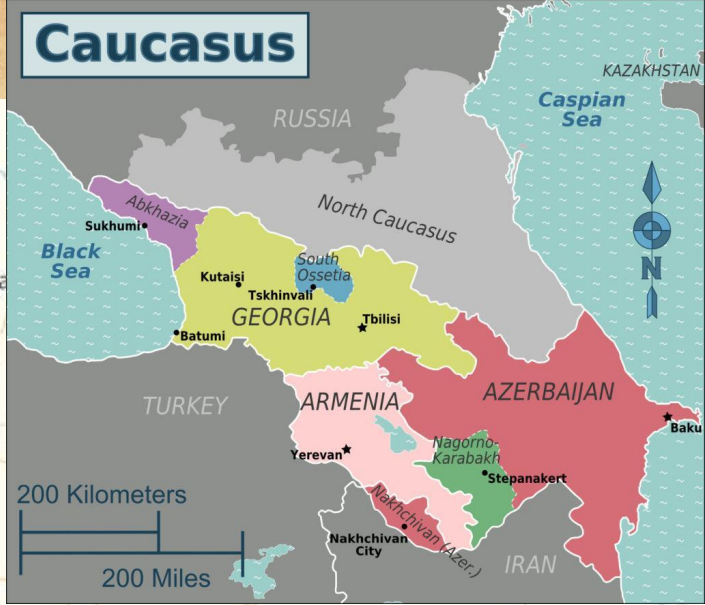 Caucasus
KAZAKHSTAN
Caspian
Sea
RUSSIA
North Caucasus
Abkhazia
Sukhumi
Black
Sea
South
Ossetia
Kutaisi
Tskhinvali
GEORGIA
Tbilisi
Batumi
N
TURKEY
ARMENIA
AZERBAIJAN
Baku
Nagorno-
Karabakh
Yerevan
Stepanakert
Nakhchivan (Azer.)
Nakhchivan
City
IRAN
200 Kilometers
200 Miles